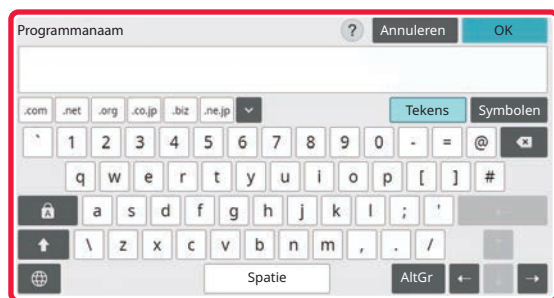 Programmanaam ? Annuleren OK
.com .net .org .co.jp .biz .ne.jp Tekens Symbolen
` 1 2 3 4 5 6 7 8 9 0 - = @
q w e r t y u i o p [ ] #
A a s d f g h j k l ; '
\ z x c v b n m , . /
Spatie AltGr